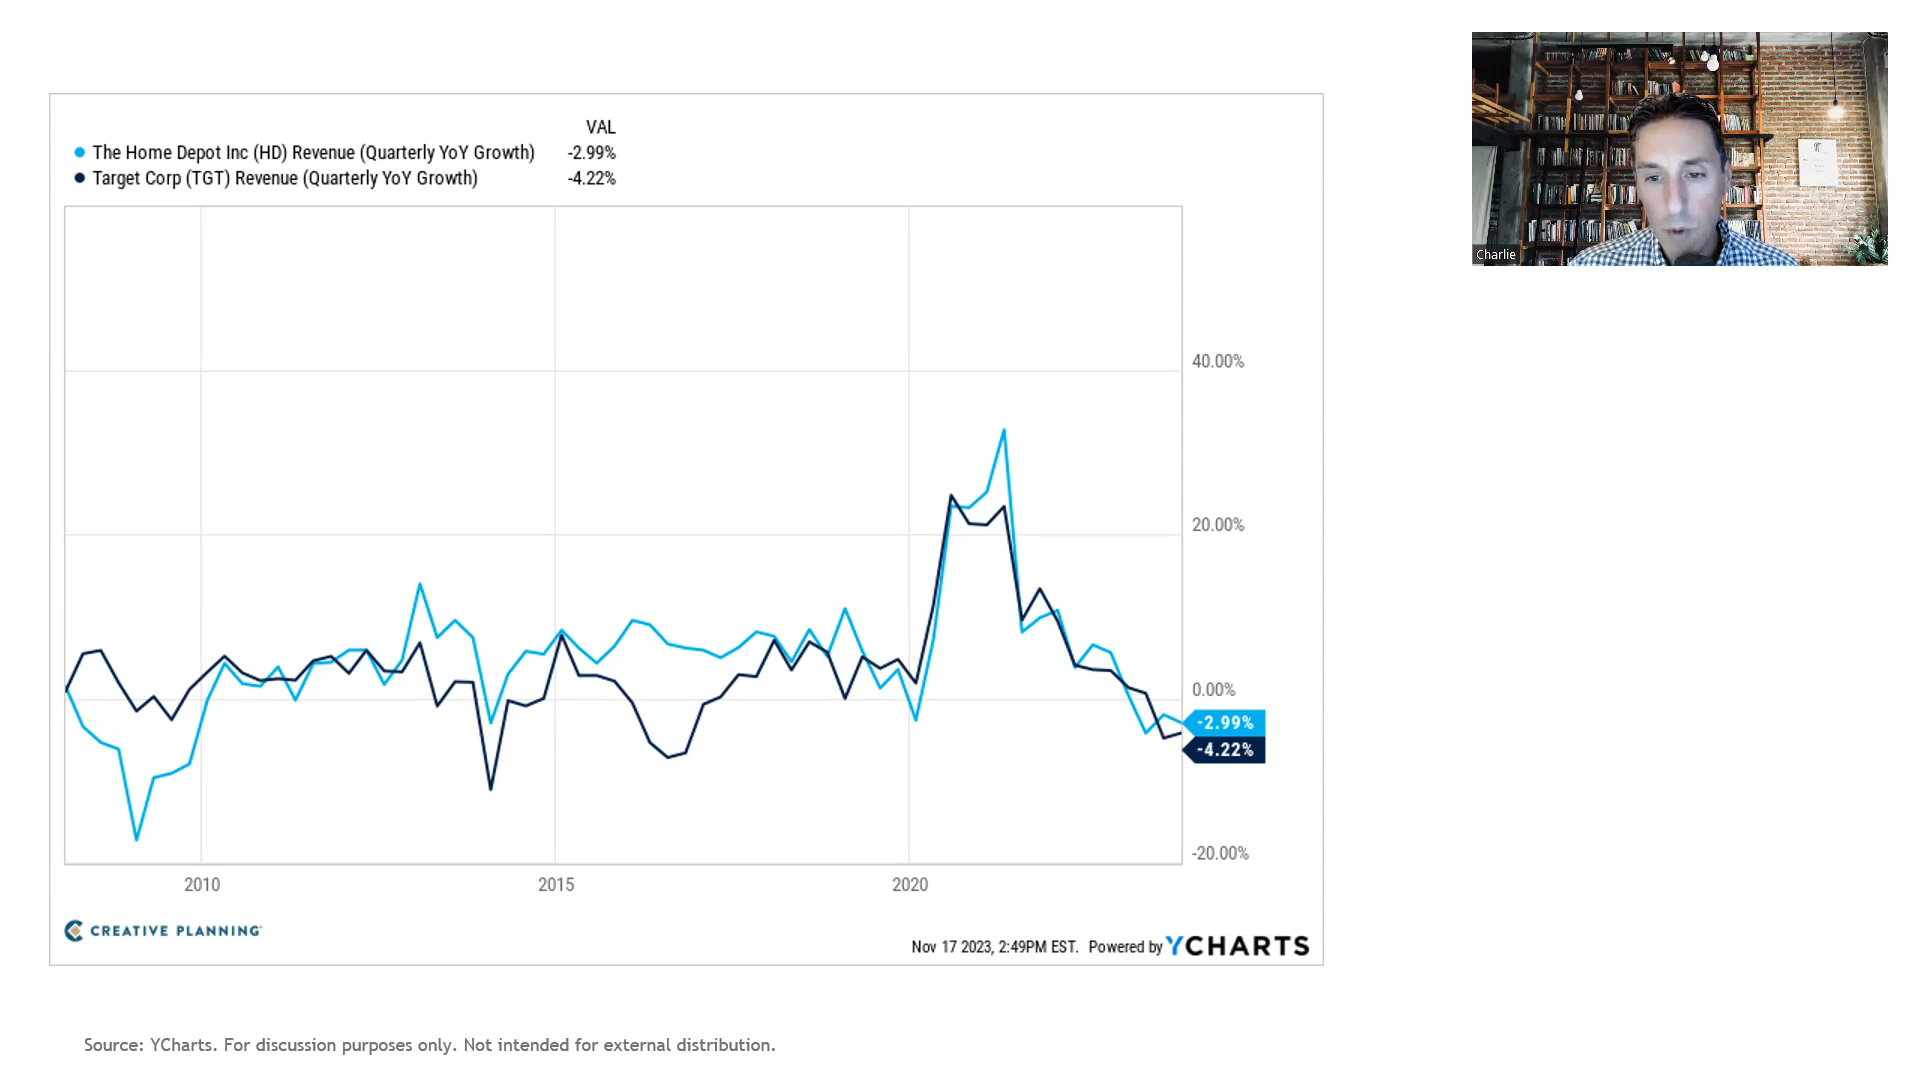 VAL
The Home Depot Inc (HD) Revenue (Quarterly YoY Growth) -2.99%
Target Corp (TGT) Revenue (Quarterly YoY Growth) -4.22%
Charlie
40.00%
20.00%
0.00%
-2.99%
-4.22%
-20.00%
2010 2015 2020
CREATIVE PLANNING
Nov 17 2023, 2:49PM EST. Powered by YCHARTS
Source: YCharts. For discussion purposes only. Not intended for external distribution.